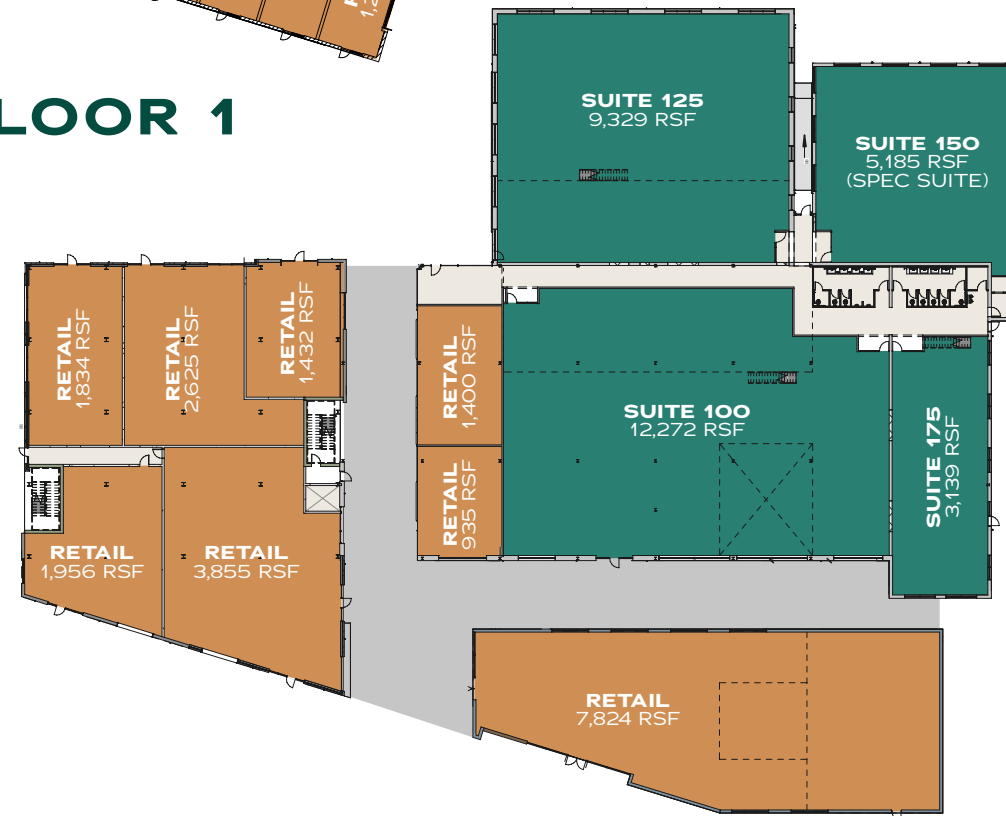 LOOR 1
SUITE 125
9,329 RSF
SUITE 150
5,185 RSF
(SPEC SUITE)
RETAIL
1,834 RSF
RETAIL
2,625 RSF
RETAIL
1,432 RSF
RETAIL
1,400 RSF
SUITE 100
12,272 RSF
SUITE 175
3,139 RSF
RETAIL
935 RSF
RETAIL
1,956 RSF
RETAIL
3,855 RSF
RETAIL
7,824 RSF